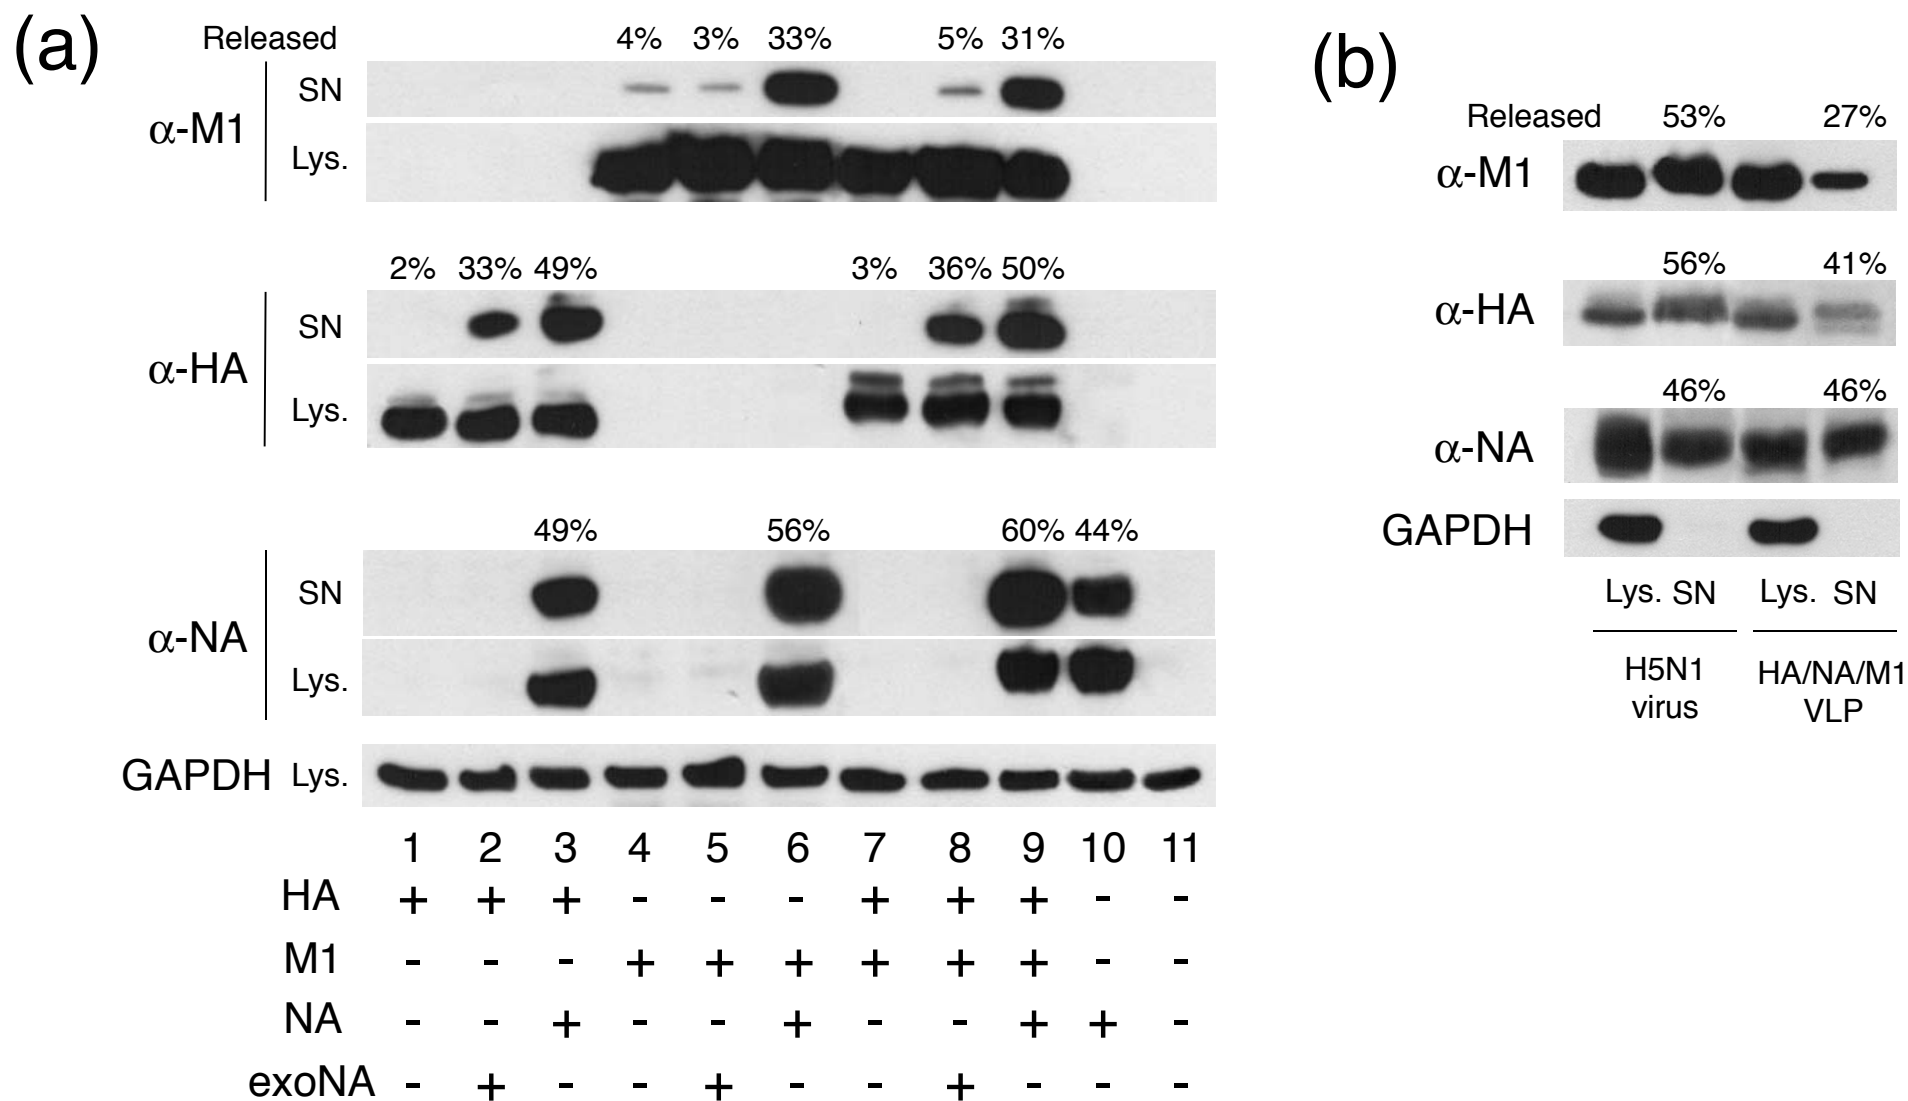 (a)
Released 4% 3% 33% 5% 31%
SN
α-M1
Lys.
2% 33% 49% 3% 36% 50%
SN
α-HA
Lys.
49% 56% 60% 44%
SN
α-NA
Lys.
GAPDH Lys.
1 2 3 4 5 6 7 8 9 10 11
HA + + + - - - + + + - -
M1 - - - + + + + + + - -
NA - - + - - + - - + + -
exoNA - + - - + - - + - - -
(b)
Released 53% 27%
α-M1
56% 41%
α-HA
46% 46%
α-NA
GAPDH
Lys. SN Lys. SN
H5N1 HA/NA/M1
virus VLP